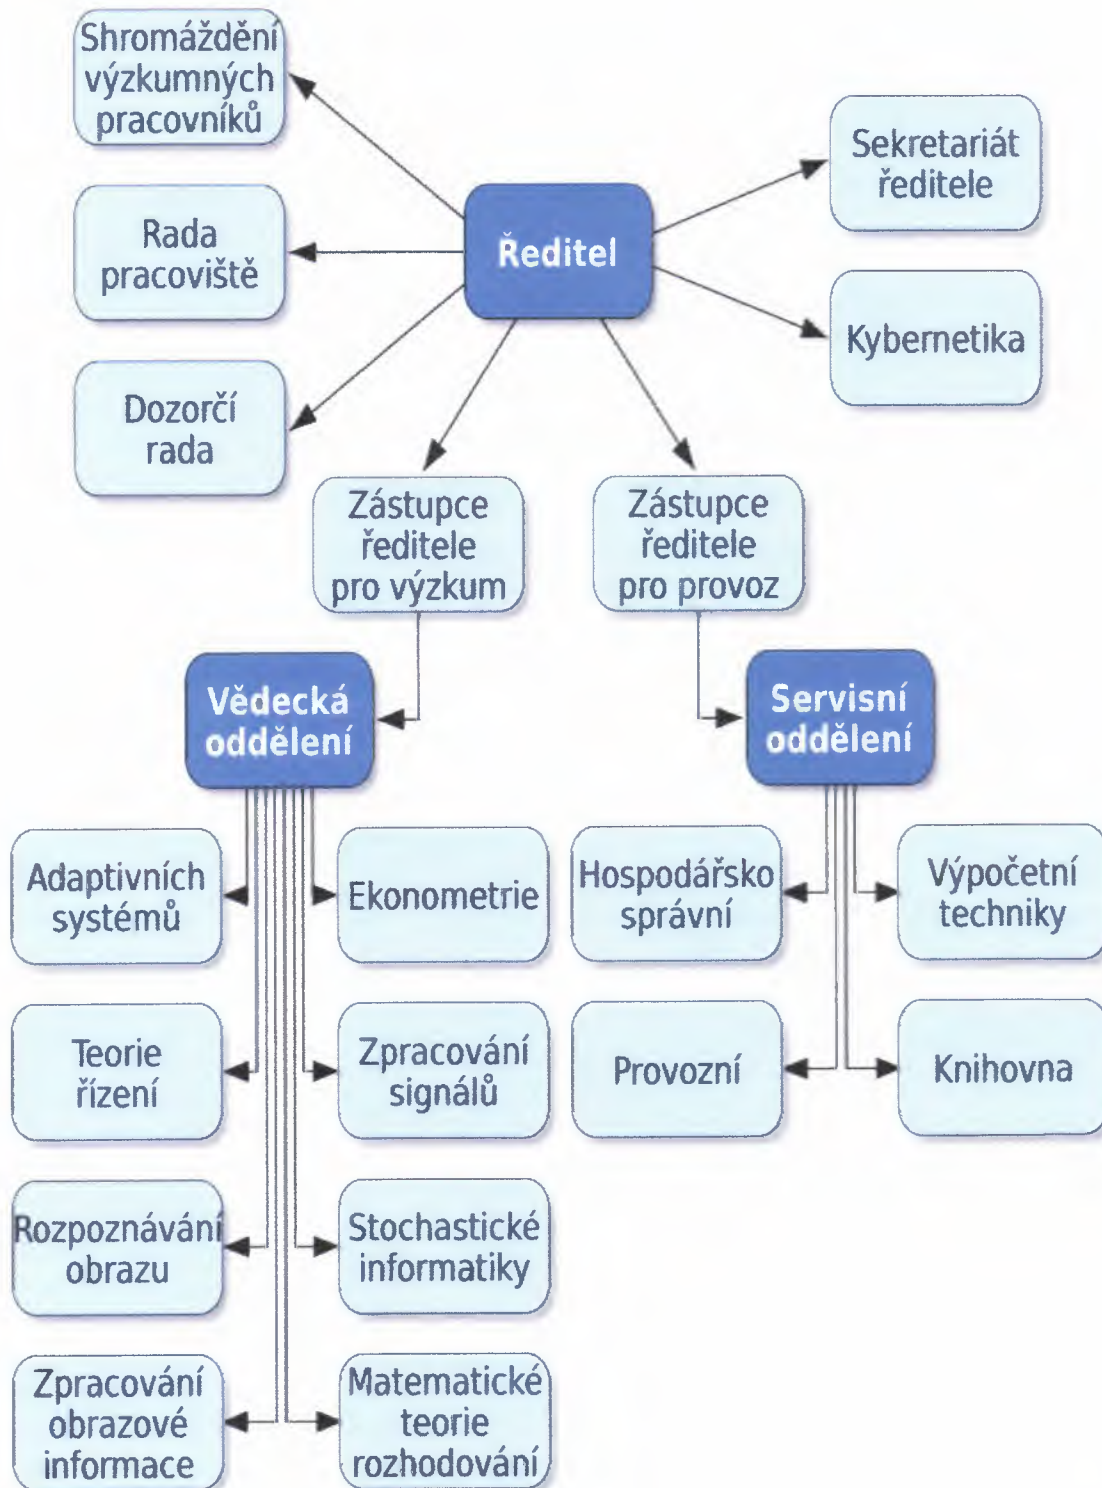 Shromáždění
výzkumných
pracovníků
Sekretariát
ředitele
Ředitel
Rada
pracoviště
Kybernetika
Dozorčí
rada
Zástupce
ředitele
pro výzkum
Zástupce
ředitele
pro provoz
Vědecká
oddělení
Servisní
oddělení
Adaptivních
systémů
Ekonometrie
Hospodářsko
správní
Výpočetní
techniky
Teorie
řízení
Zpracování
signálů
Provozní
Knihovna
Rozpoznávání
obrazu
Stochastické
informatiky
Zpracování
obrazové
informace
Matematické
teorie
rozhodování